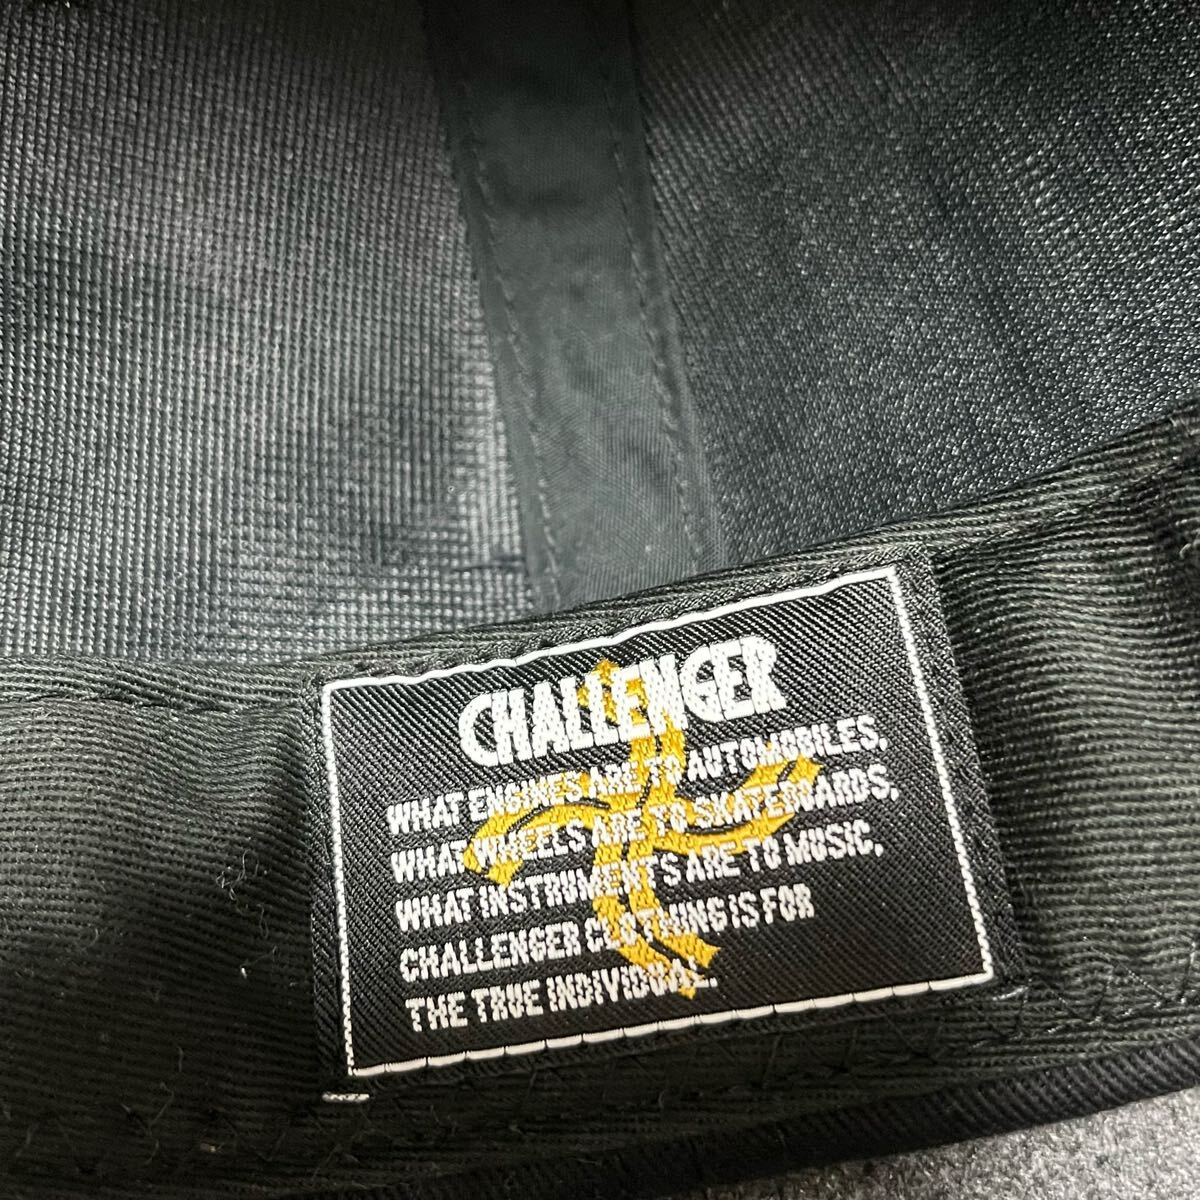 CHALLENGER
WHAT ENGINES ARE TO AUTOMOBILES,
WHAT WHEELS ARE TO SKATEBOARDS,
WHAT INSTRUMENTS ARE TO MUSIC,
CHALLENGER CLOTHING IS FOR
THE TRUE INDIVIDUAL.